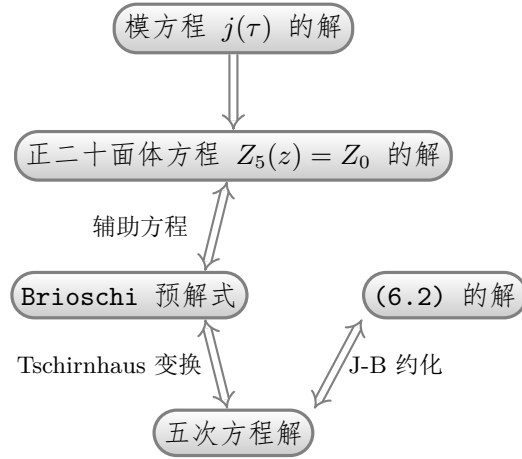 模方程 j(τ) 的解
正二十面体方程 Z₅(z) = Z₀ 的解
辅助方程
Brioschi 预解式
(6.2) 的解
Tschirnhaus 变换
J-B 约化
五次方程解